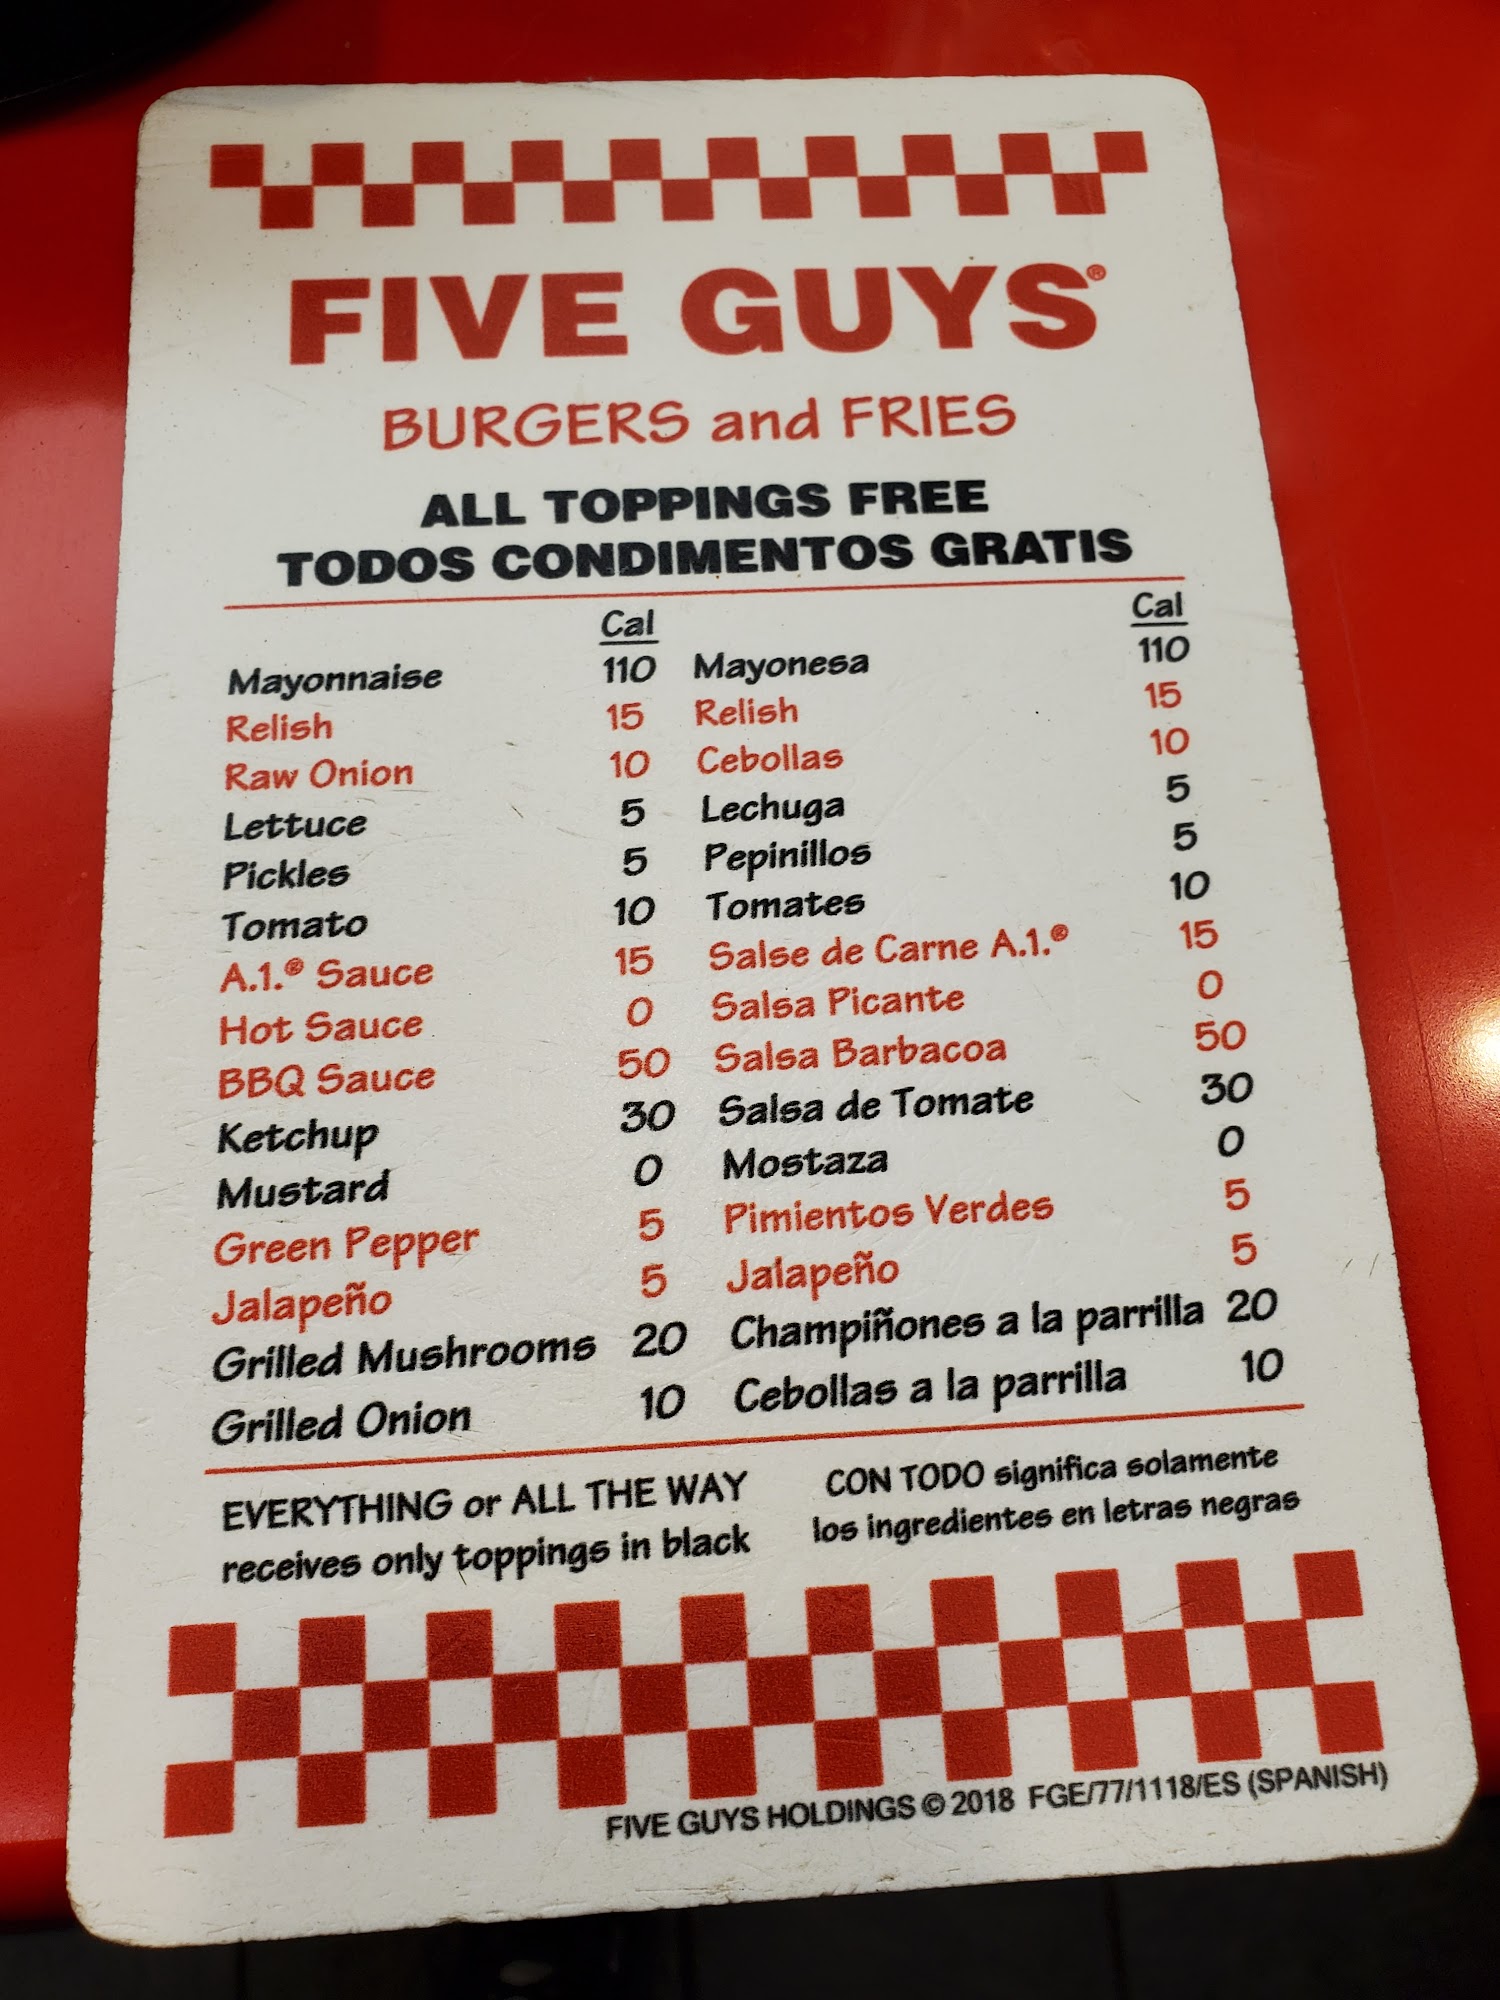 FIVE GUYS®
BURGERS and FRIES
ALL TOPPINGS FREE
TODOS CONDIMENTOS GRATIS
Cal Cal
Mayonnaise 110 Mayonesa 110
Relish 15 Relish 15
Raw Onion 10 Cebollas 10
Lettuce 5 Lechuga 5
Pickles 5 Pepinillos 5
Tomato 10 Tomates 10
A.1.® Sauce 15 Salse de Carne A.1.® 15
Hot Sauce 0 Salsa Picante 0
BBQ Sauce 50 Salsa Barbacoa 50
Ketchup 30 Salsa de Tomate 30
Mustard 0 Mostaza 0
Green Pepper 5 Pimientos Verdes 5
Jalapeño 5 Jalapeño 5
Grilled Mushrooms 20 Champiñones a la parrilla 20
Grilled Onion 10 Cebollas a la parrilla 10
EVERYTHING or ALL THE WAY
receives only toppings in black
CON TODO significa solamente
los ingredientes en letras negras
FIVE GUYS HOLDINGS © 2018 FGE/77/1118/ES (SPANISH)